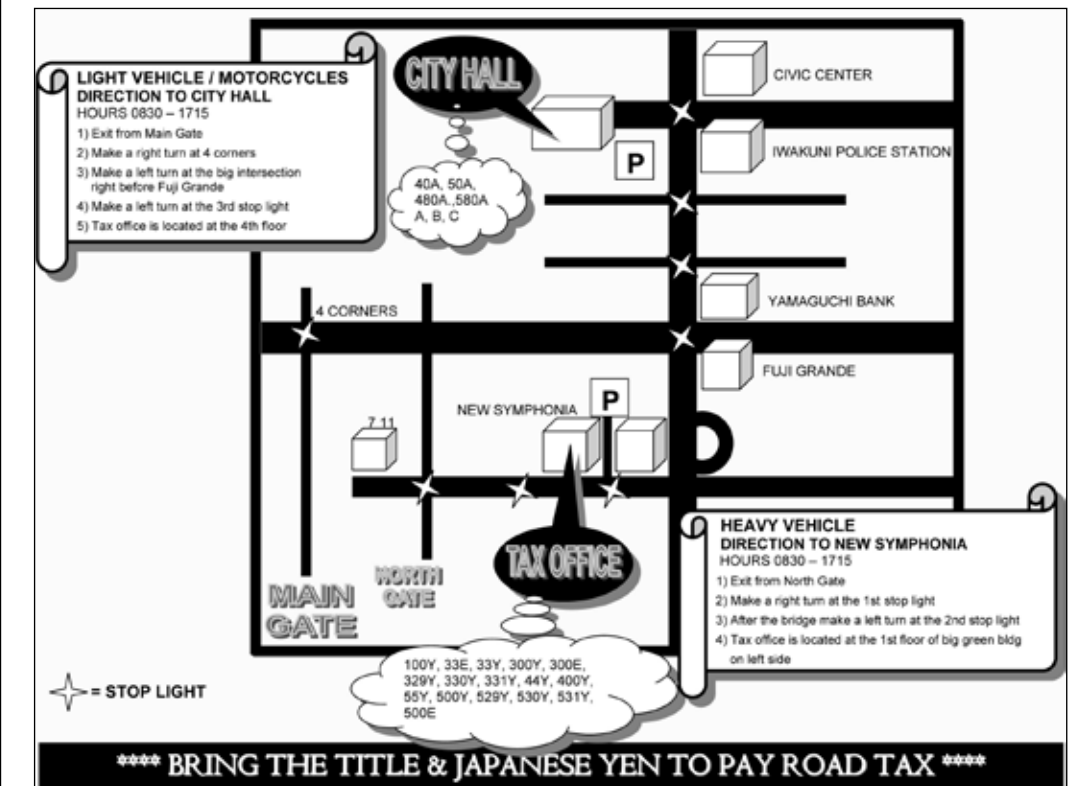 LIGHT VEHICLE / MOTORCYCLES
DIRECTION TO CITY HALL
HOURS 0830 – 1715
1) Exit from Main Gate
2) Make a right turn at 4 corners
3) Make a left turn at the big intersection
right before Fuji Grande
4) Make a left turn at the 3rd stop light
5) Tax office is located at the 4th floor
CITY HALL
40A, 50A,
480A.,580A
A, B, C
P
CIVIC CENTER
IWAKUNI POLICE STATION
YAMAGUCHI BANK
4 CORNERS
FUJI GRANDE
NEW SYMPHONIA
P
7 11
TAX OFFICE
MAIN
GATE
NORTH
GATE
HEAVY VEHICLE
DIRECTION TO NEW SYMPHONIA
HOURS 0830 – 1715
1) Exit from North Gate
2) Make a right turn at the 1st stop light
3) After the bridge make a left turn at the 2nd stop light
4) Tax office is located at the 1st floor of big green bldg
on left side
100Y, 33E, 33Y, 300Y, 300E,
329Y, 330Y, 331Y, 44Y, 400Y,
55Y, 500Y, 529Y, 530Y, 531Y,
500E
= STOP LIGHT
**** BRING THE TITLE & JAPANESE YEN TO PAY ROAD TAX ****